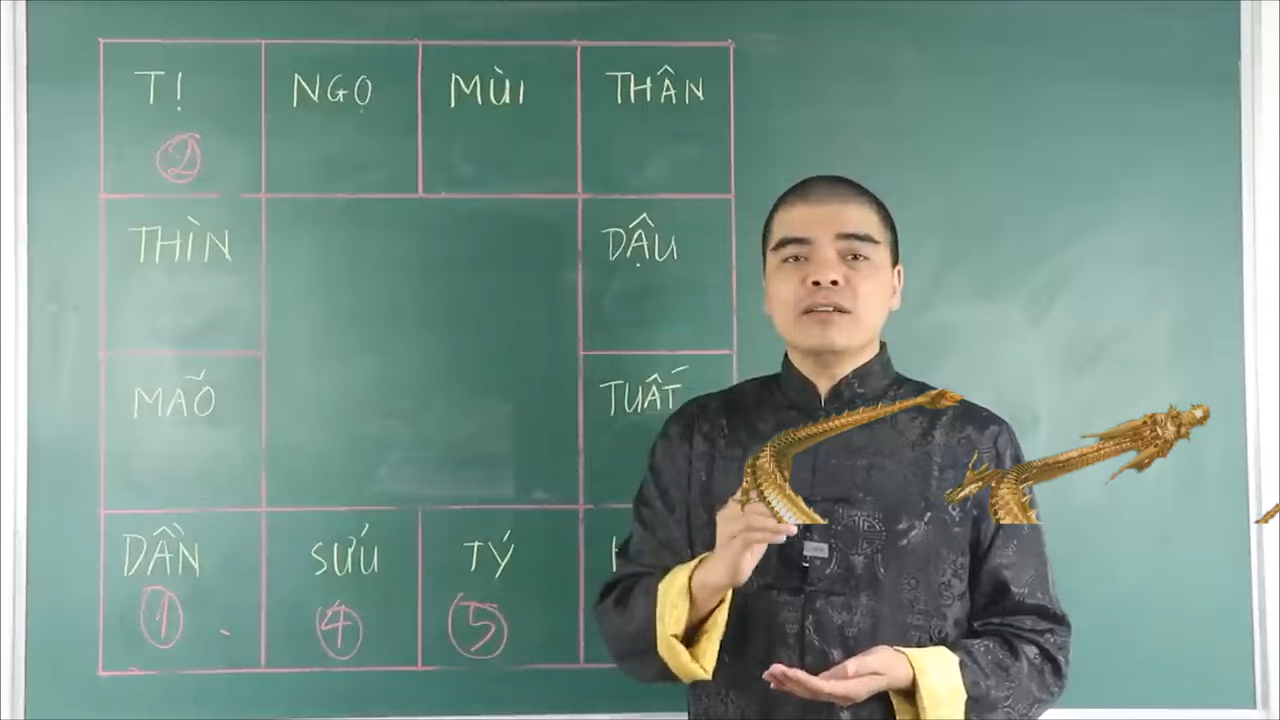 TỊ NGỌ MÙI THÂN
②
THÌN DẬU
MÃO TUẤT
DẦN SỬU TÝ
① ④ ⑤